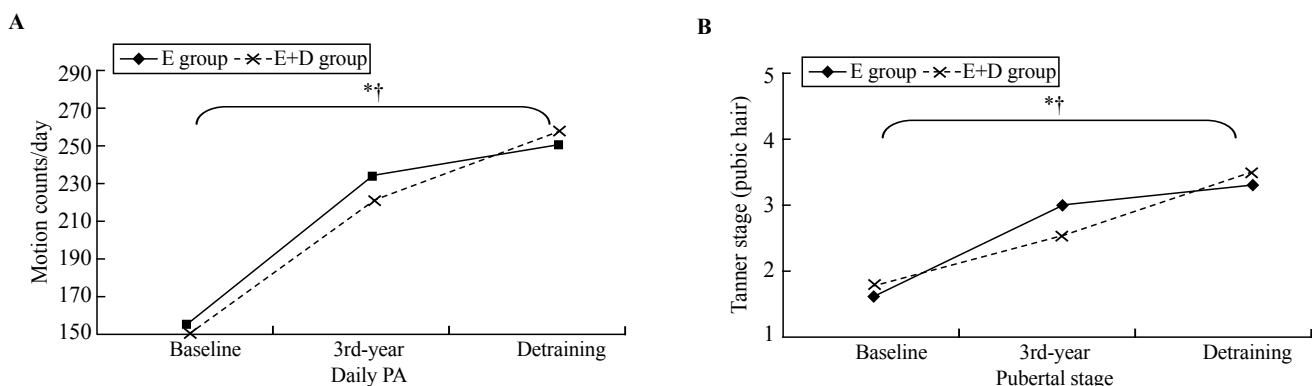 A
E group E+D group
290
270
250
230
210
190
170
150
Motion counts/day
*†
Baseline 3rd-year Detraining
Daily PA
B
E group E+D group
5
4
3
2
1
Tanner stage (pubic hair)
*†
Baseline 3rd-year Detraining
Pubertal stage